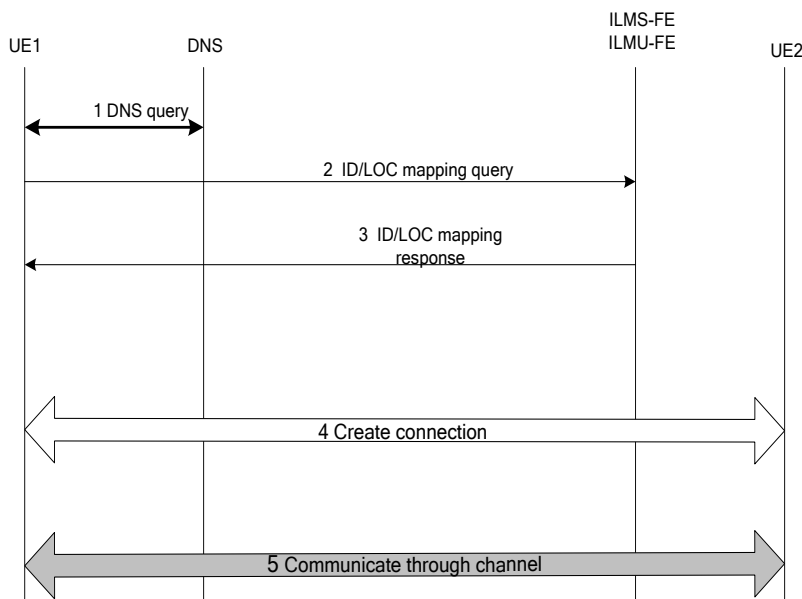 ILMS-FE
ILMU-FE
UE1
DNS
UE2
1 DNS query
2 ID/LOC mapping query
3 ID/LOC mapping
response
4 Create connection
5 Communicate through channel